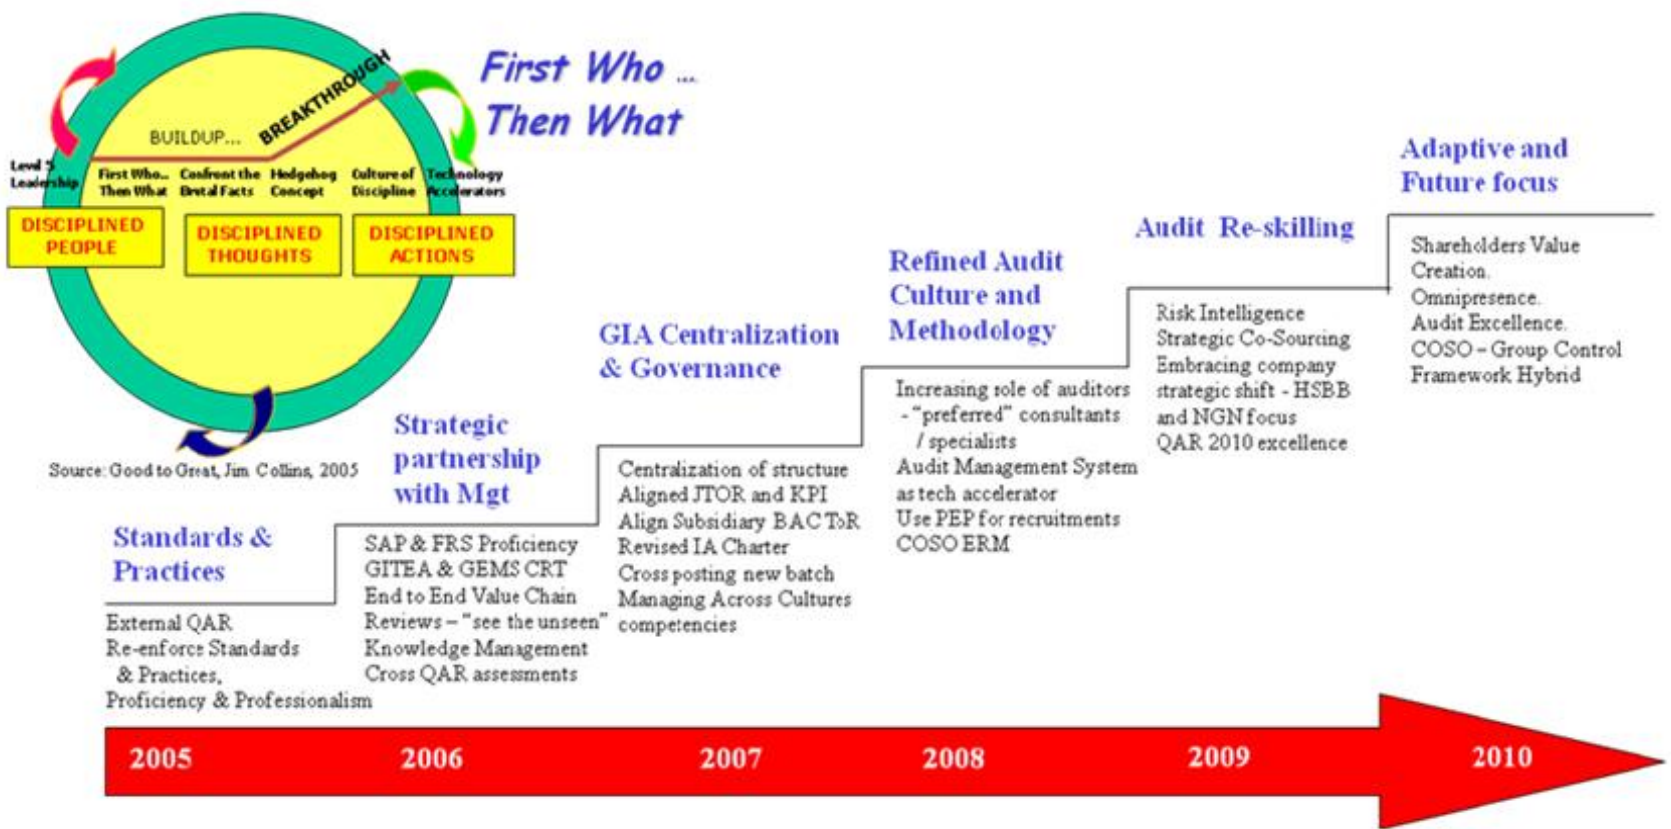 First Who ...
Then What
BUILDUP...
BREAKTHROUGH
Level 5
Leadership
First Who...
Then What
Confront the
Brutal Facts
Hedgehog
Concept
Culture of
Discipline
Technology
Accelerators
DISCIPLINED
PEOPLE
DISCIPLINED
THOUGHTS
DISCIPLINED
ACTIONS
Source: Good to Great, Jim Collins, 2005
Standards &
Practices
External QAR
Re-enforce Standards
& Practices,
Proficiency & Professionalism
Strategic
partnership
with Mgt
SAP & FRS Proficiency
GITEA & GEMS CRT
End to End Value Chain
Reviews – “see the unseen”
Knowledge Management
Cross QAR assessments
GIA Centralization
& Governance
Centralization of structure
Aligned JTOR and KPI
Align Subsidiary BAC ToR
Revised IA Charter
Cross posting new batch
Managing Across Cultures
competencies
Refined Audit
Culture and
Methodology
Increasing role of auditors
- “preferred” consultants
/ specialists
Audit Management System
as tech accelerator
Use PEP for recruitments
COSO ERM
Audit Re-skilling
Risk Intelligence
Strategic Co-Sourcing
Embracing company
strategic shift - HSBB
and NGN focus
QAR 2010 excellence
Adaptive and
Future focus
Shareholders Value
Creation.
Omnipresence.
Audit Excellence.
COSO – Group Control
Framework Hybrid
2005
2006
2007
2008
2009
2010